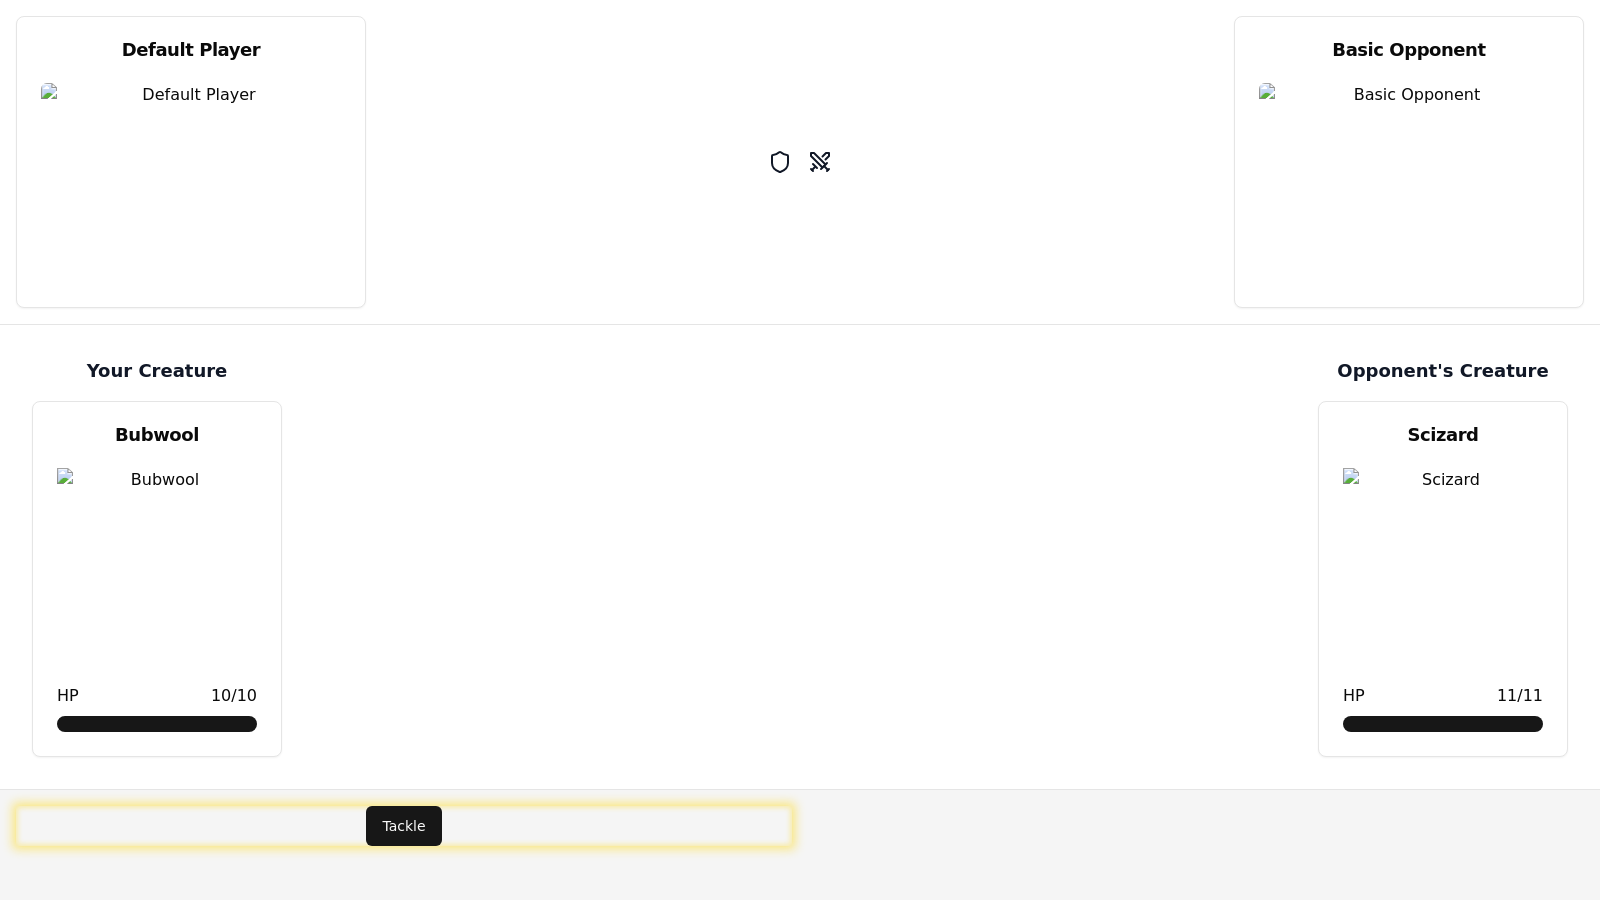 Default Player
Default Player
Basic Opponent
Basic Opponent
Your Creature
Bubwool
Bubwool
HP 10/10
Opponent's Creature
Scizard
Scizard
HP 11/11
Tackle